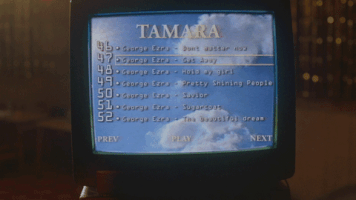 TAMARA
46 • George Ezra - Dont matter now
47 • George Ezra - Get Away
48 • George Ezra - Hold my girl
49 • George Ezra - Pretty Shining People
50 • George Ezra - Saviour
51 • George Ezra - Sugarcoat
52 • George Ezra - The Beautiful dream
PREV PLAY NEXT